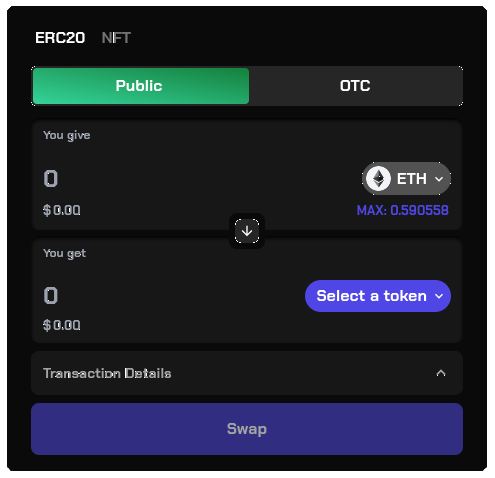 ERC20 NFT
Public OTC
You give
0 ETH
$0.00 MAX: 0.590558
You get
0 Select a token
$0.00
Transaction Details
Swap